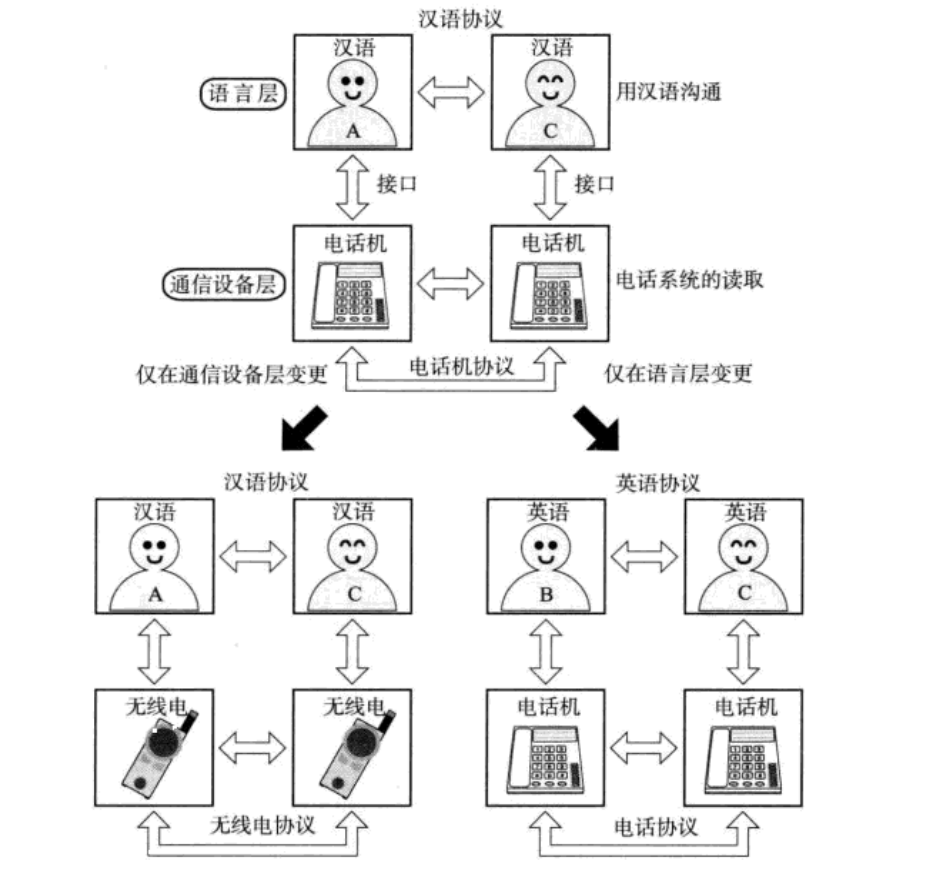 汉语协议
汉语
汉语
语言层
用汉语沟通
A
C
接口
接口
电话机
电话机
通信设备层
电话系统的读取
电话机协议
仅在通信设备层变更
仅在语言层变更
汉语协议
英语协议
汉语
汉语
英语
英语
A
C
B
C
无线电
无线电
电话机
电话机
无线电协议
电话协议